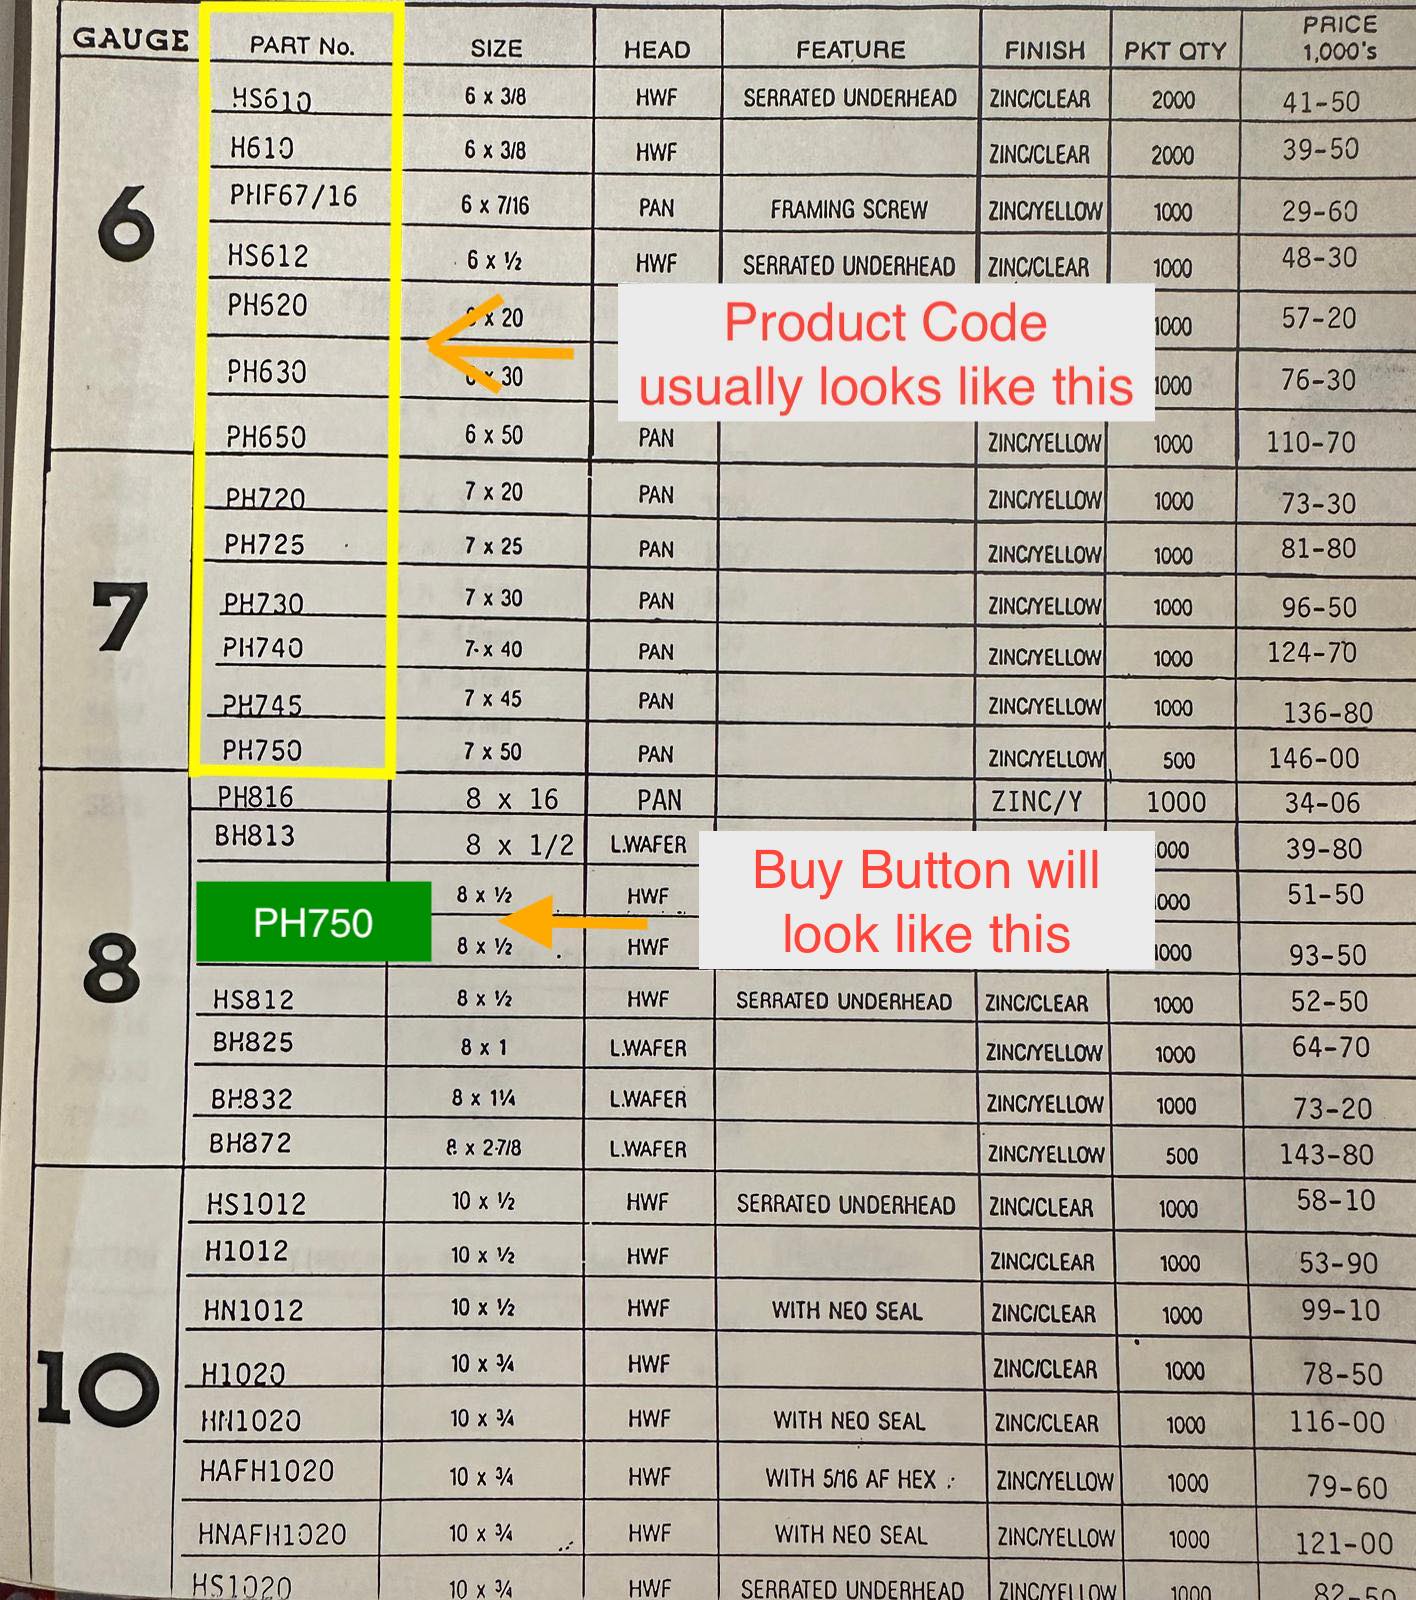 GAUGE PART No. SIZE HEAD FEATURE FINISH PKT QTY PRICE 1,000's
6
HS610 6 x 3/8 HWF SERRATED UNDERHEAD ZINC/CLEAR 2000 41-50
H610 6 x 3/8 HWF ZINC/CLEAR 2000 39-50
PHF67/16 6 x 7/16 PAN FRAMING SCREW ZINC/YELLOW 1000 29-60
HS612 6 x ½ HWF SERRATED UNDERHEAD ZINC/CLEAR 1000 48-30
PH620 x 20 1000 57-20
Product Code
usually looks like this
PH630 x 30 1000 76-30
PH650 6 x 50 PAN ZINC/YELLOW 1000 110-70
7
PH720 7 x 20 PAN ZINC/YELLOW 1000 73-30
PH725 7 x 25 PAN ZINC/YELLOW 1000 81-80
PH730 7 x 30 PAN ZINC/YELLOW 1000 96-50
PH740 7 x 40 PAN ZINC/YELLOW 1000 124-70
PH745 7 x 45 PAN ZINC/YELLOW 1000 136-80
PH750 7 x 50 PAN ZINC/YELLOW 500 146-00
8
PH816 8 x 16 PAN ZINC/Y 1000 34-06
BH813 8 x 1/2 L.WAFER 000 39-80
8 x ½ HWF 000 51-50
PH750
Buy Button will
look like this
8 x ½ HWF 1000 93-50
HS812 8 x ½ HWF SERRATED UNDERHEAD ZINC/CLEAR 1000 52-50
BH825 8 x 1 L.WAFER ZINC/YELLOW 1000 64-70
BH832 8 x 1¼ L.WAFER ZINC/YELLOW 1000 73-20
BH872 8 x 2-7/8 L.WAFER ZINC/YELLOW 500 143-80
10
HS1012 10 x ½ HWF SERRATED UNDERHEAD ZINC/CLEAR 1000 58-10
H1012 10 x ½ HWF ZINC/CLEAR 1000 53-90
HN1012 10 x ½ HWF WITH NEO SEAL ZINC/CLEAR 1000 99-10
H1020 10 x ¾ HWF ZINC/CLEAR 1000 78-50
HN1020 10 x ¾ HWF WITH NEO SEAL ZINC/CLEAR 1000 116-00
HAFH1020 10 x ¾ HWF WITH 5/16 AF HEX ZINC/YELLOW 1000 79-60
HNAFH1020 10 x ¾ HWF WITH NEO SEAL ZINC/YELLOW 1000 121-00
HS1020 10 x ¾ HWF SERRATED UNDERHEAD ZINC/YELLOW 1000 82-50